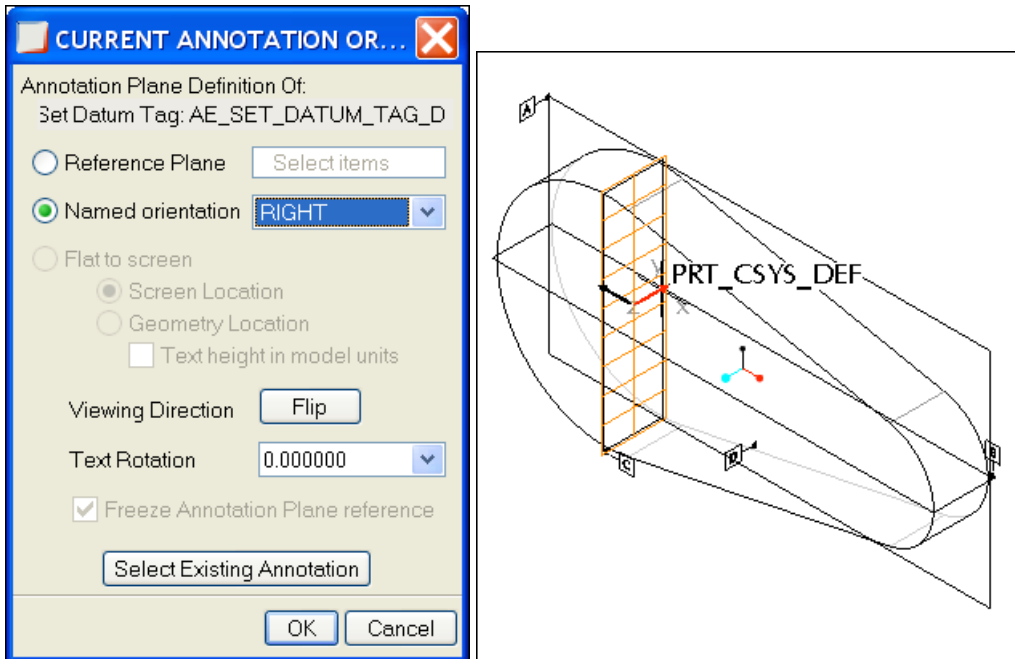 CURRENT ANNOTATION OR...
Annotation Plane Definition Of:
Set Datum Tag: AE_SET_DATUM_TAG_D
Reference Plane Select items
Named orientation RIGHT
Flat to screen
Screen Location
Geometry Location
Text height in model units
Viewing Direction Flip
Text Rotation 0.000000
Freeze Annotation Plane reference
Select Existing Annotation
OK Cancel
A
Y
PRT_CSYS_DEF
Z X
B
D
C